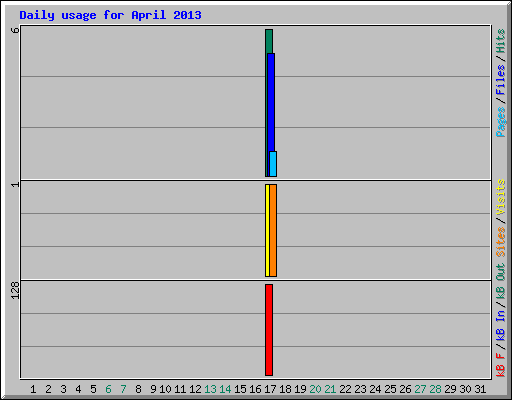 Daily usage for April 2013
6
Pages / Files / Hits
1
Sites / Visits
128
kB F / kB In / kB Out
1 2 3 4 5 6 7 8 9 10 11 12 13 14 15 16 17 18 19 20 21 22 23 24 25 26 27 28 29 30 31